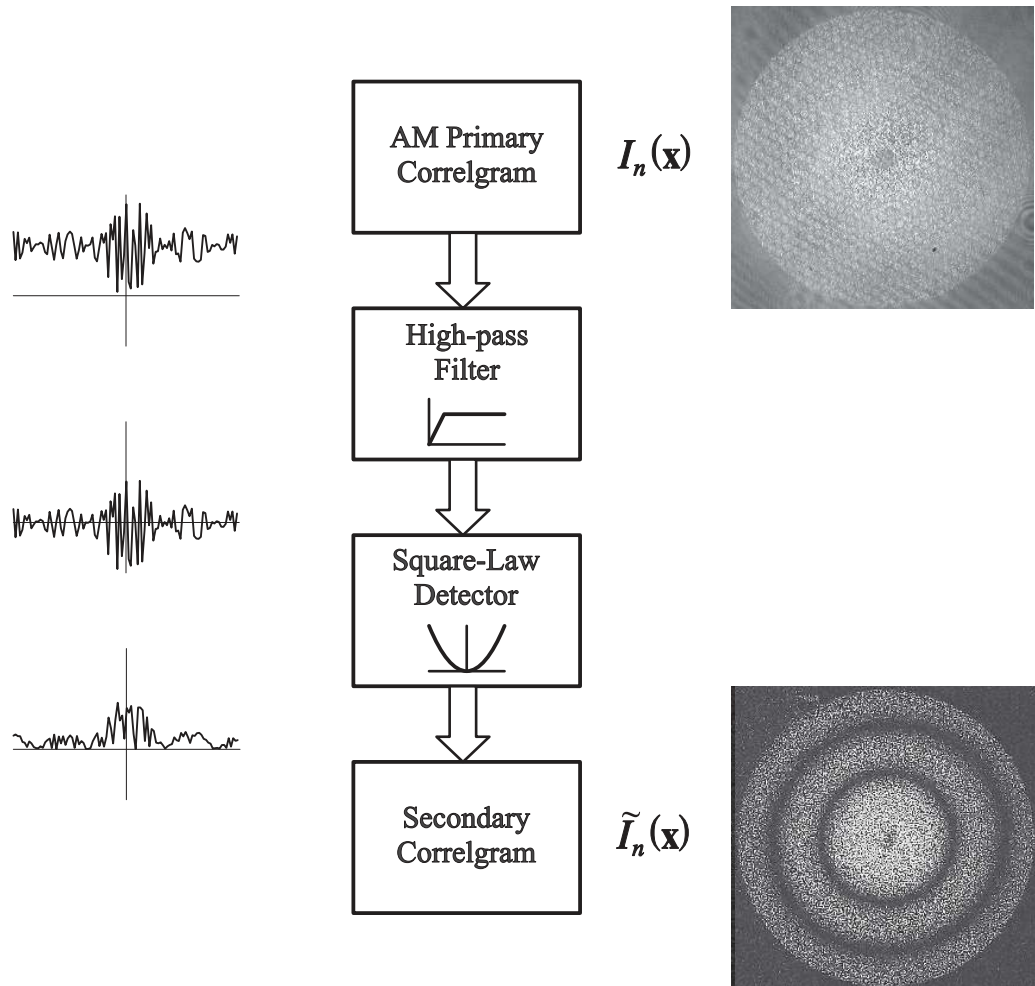 AM Primary
Correlgram
I_n(x)
High-pass
Filter
Square-Law
Detector
Secondary
Correlgram
Ĩ_n(x)